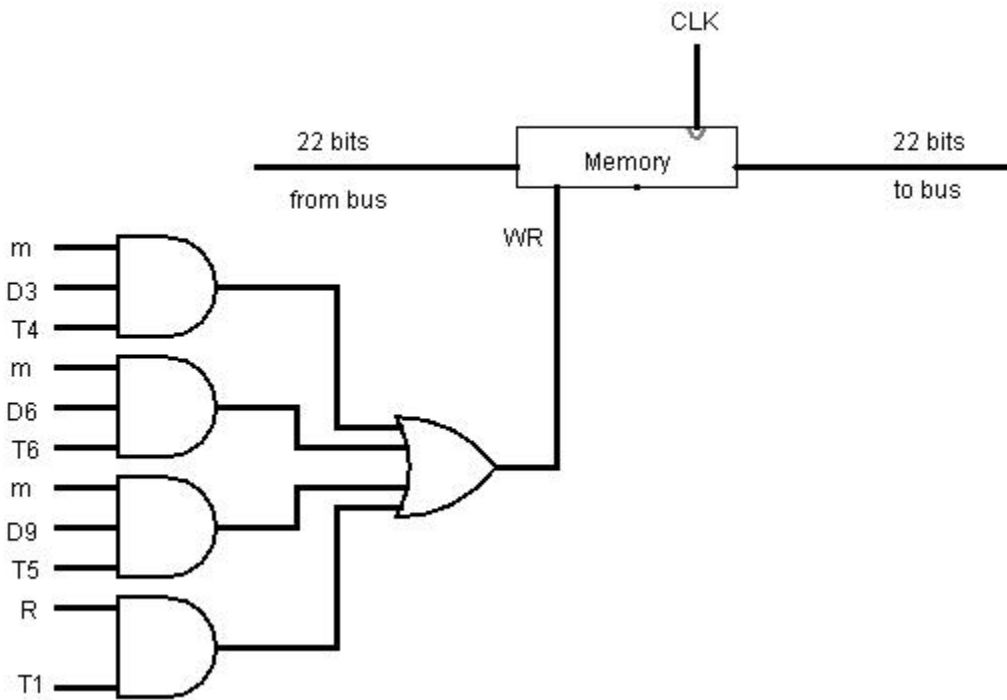 CLK
22 bits
22 bits
Memory
from bus
to bus
WR
m
D3
T4
m
D6
T6
m
D9
T5
R
T1